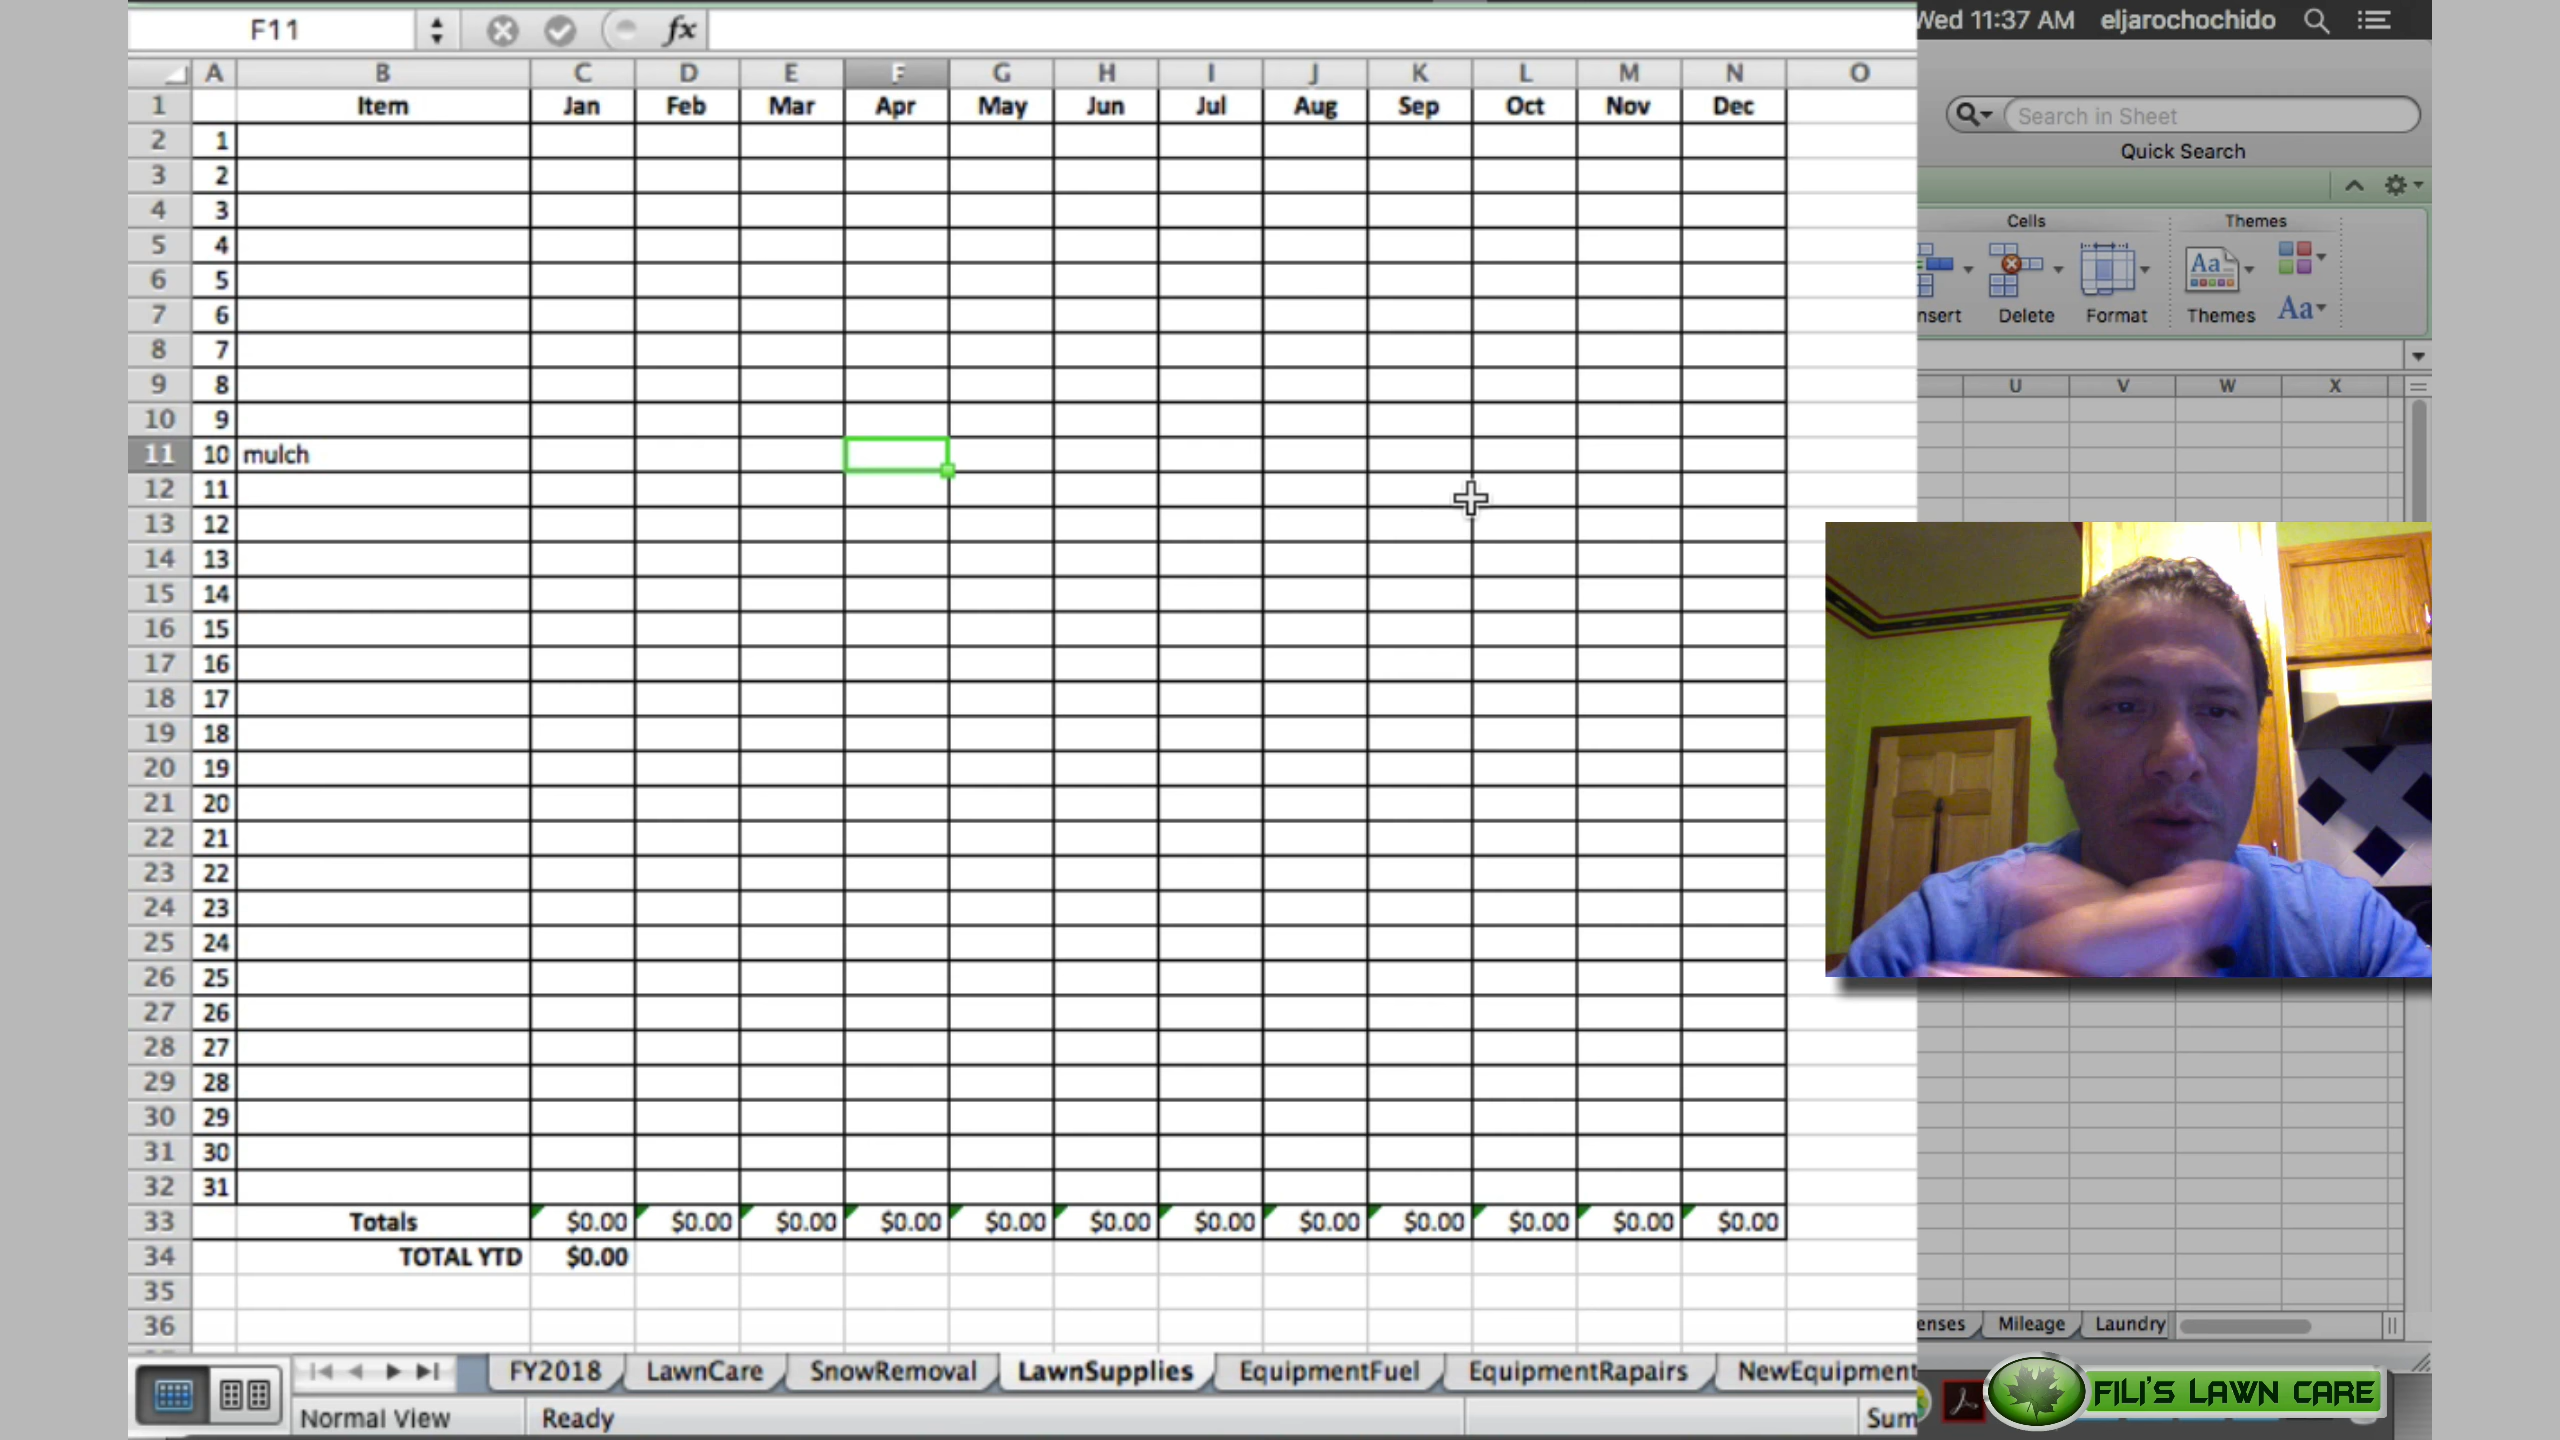 F11
fx
Wed 11:37 AM eljarochochido
Search in Sheet
Quick Search
Cells Themes
Delete Format Themes Aa
A B C D E F G H I J K L M N O
U V W X
1 Item Jan Feb Mar Apr May Jun Jul Aug Sep Oct Nov Dec
2 1
3 2
4 3
5 4
6 5
7 6
8 7
9 8
10 9
11 10 mulch
12 11
13 12
14 13
15 14
16 15
17 16
18 17
19 18
20 19
21 20
22 21
23 22
24 23
25 24
26 25
27 26
28 27
29 28
30 29
31 30
32 31
33 Totals $0.00 $0.00 $0.00 $0.00 $0.00 $0.00 $0.00 $0.00 $0.00 $0.00 $0.00 $0.00
34 TOTAL YTD $0.00
35
36
enses Mileage Laundry
FY2018 LawnCare SnowRemoval LawnSupplies EquipmentFuel EquipmentRapairs NewEquipment
Normal View Ready Sum
FILI'S LAWN CARE